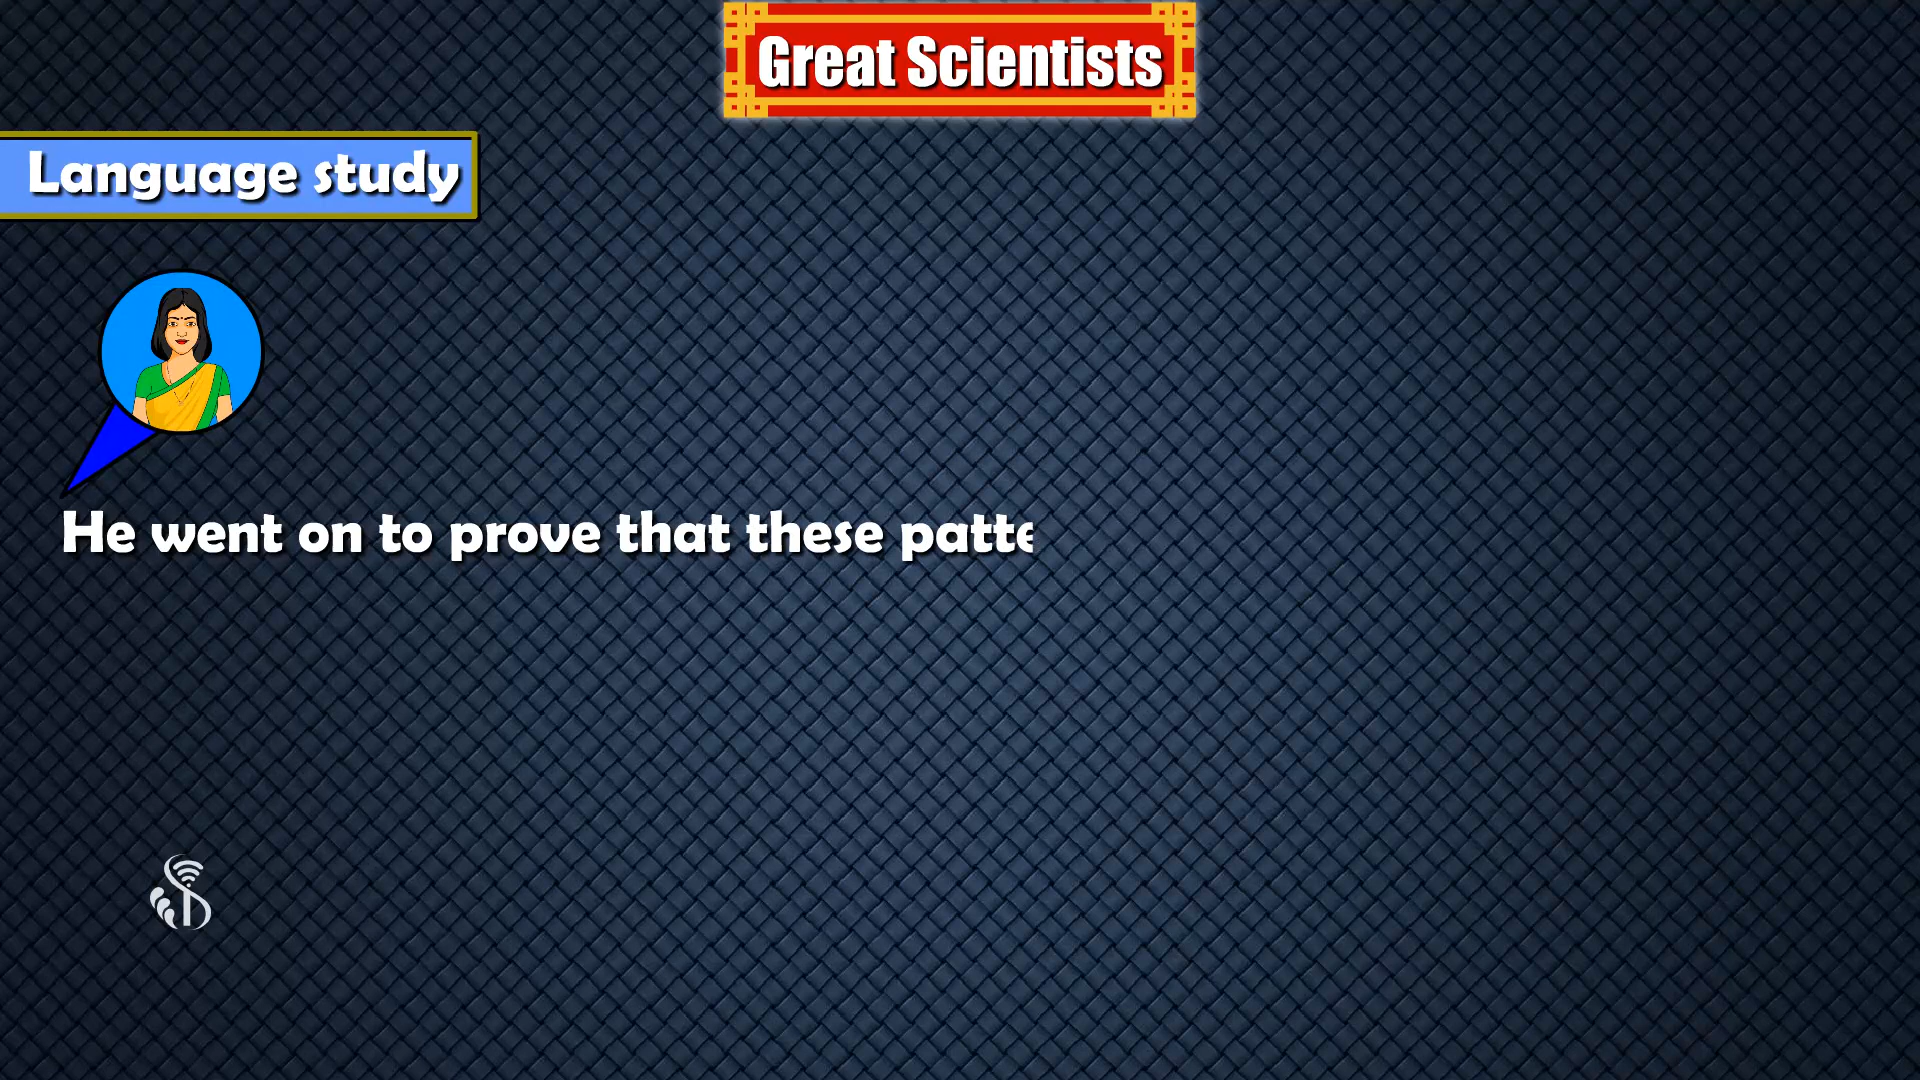 Great Scientists
Language study
He went on to prove that these patte